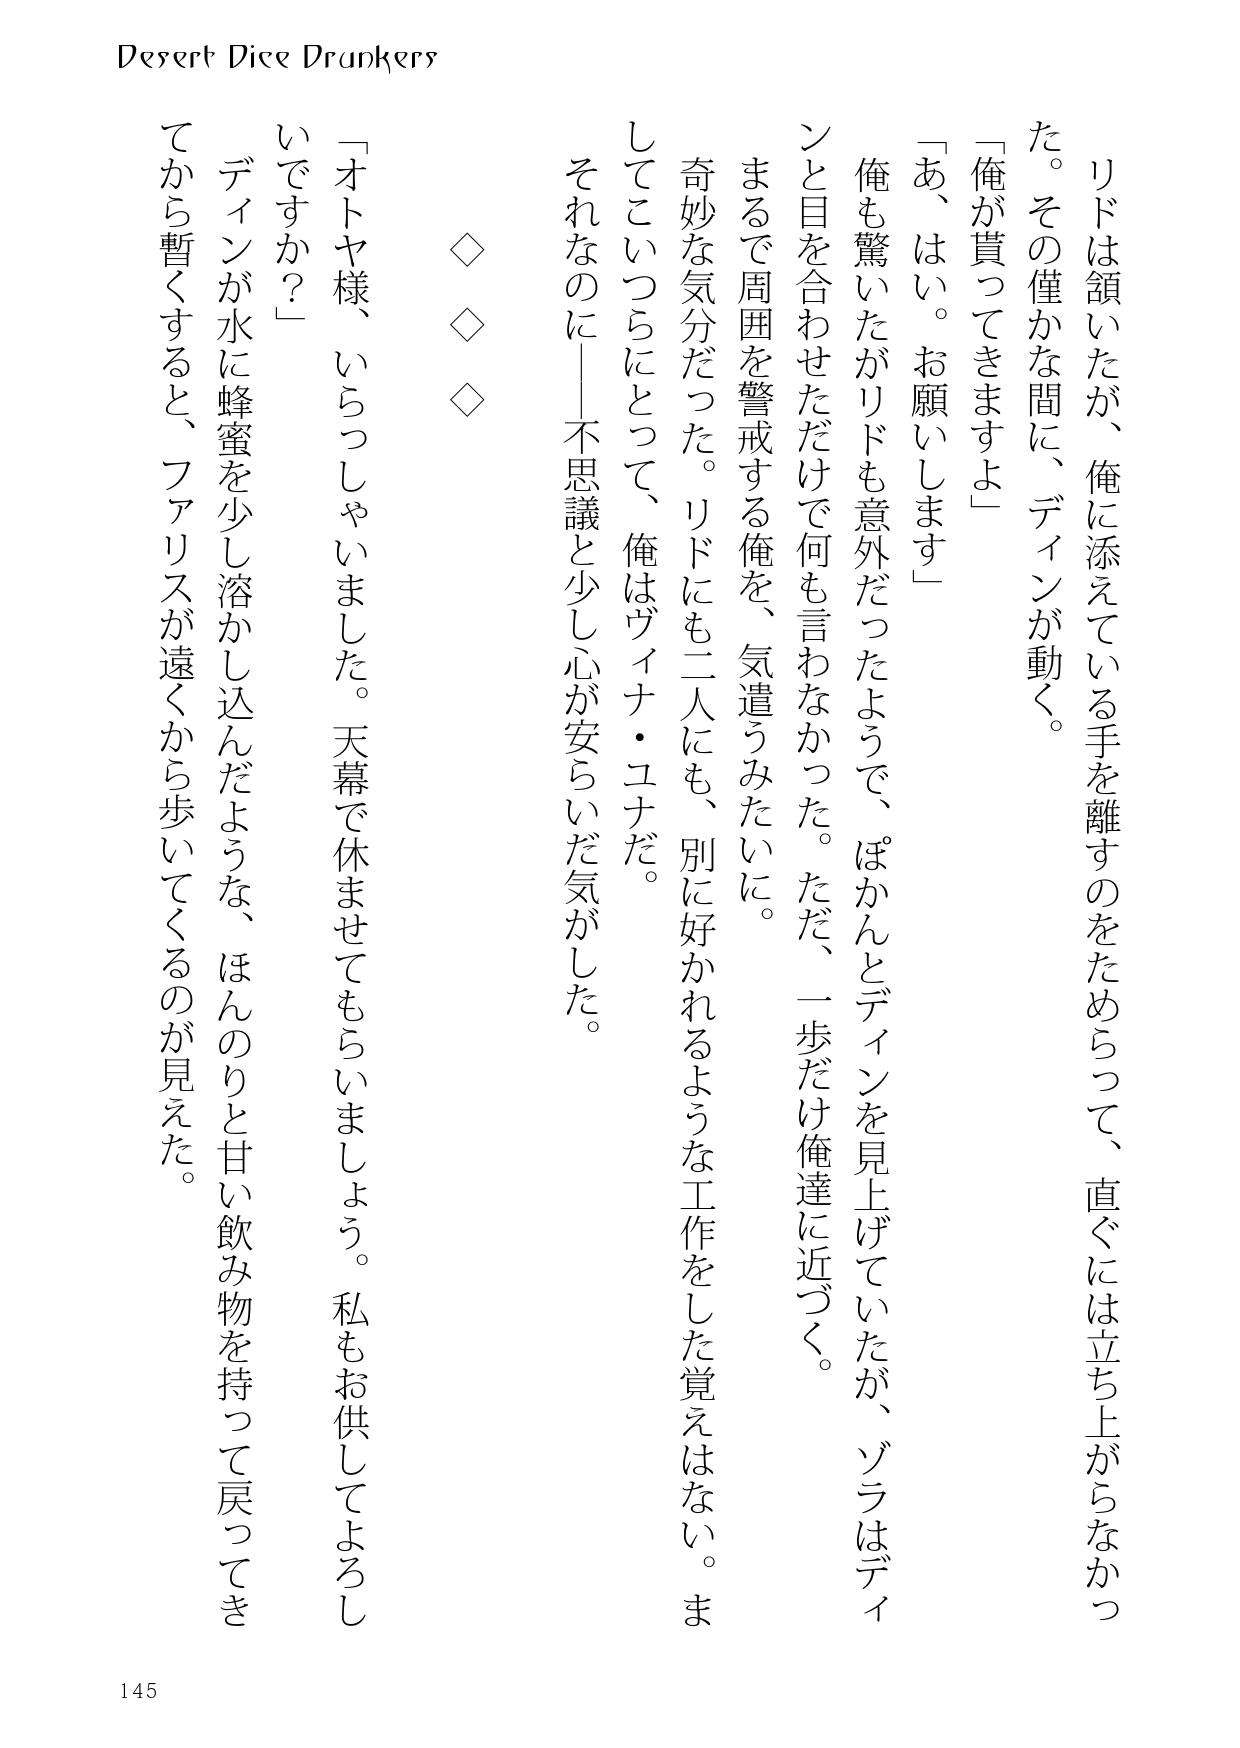 Desert Dice Drunkers
　リドは頷いたが、俺に添えている手を離すのをためらって、直ぐには立ち上がらなかっ
た。その僅かな間に、ディンが動く。
「俺が貰ってきますよ」
「あ、はい。お願いします」
　俺も驚いたがリドも意外だったようで、ぽかんとディンを見上げていたが、ゾラはディ
ンと目を合わせただけで何も言わなかった。ただ、一歩だけ俺達に近づく。
　まるで周囲を警戒する俺を、気遣うみたいに。
　奇妙な気分だった。リドにも二人にも、別に好かれるような工作をした覚えはない。ま
してこいつらにとって、俺はヴィナ・ユナだ。
　それなのに――不思議と少し心が安らいだ気がした。
◇　◇　◇
「オトヤ様、いらっしゃいました。天幕で休ませてもらいましょう。私もお供してよろし
いですか？」
　ディンが水に蜂蜜を少し溶かし込んだような、ほんのりと甘い飲み物を持って戻ってき
てから暫くすると、ファリスが遠くから歩いてくるのが見えた。
145